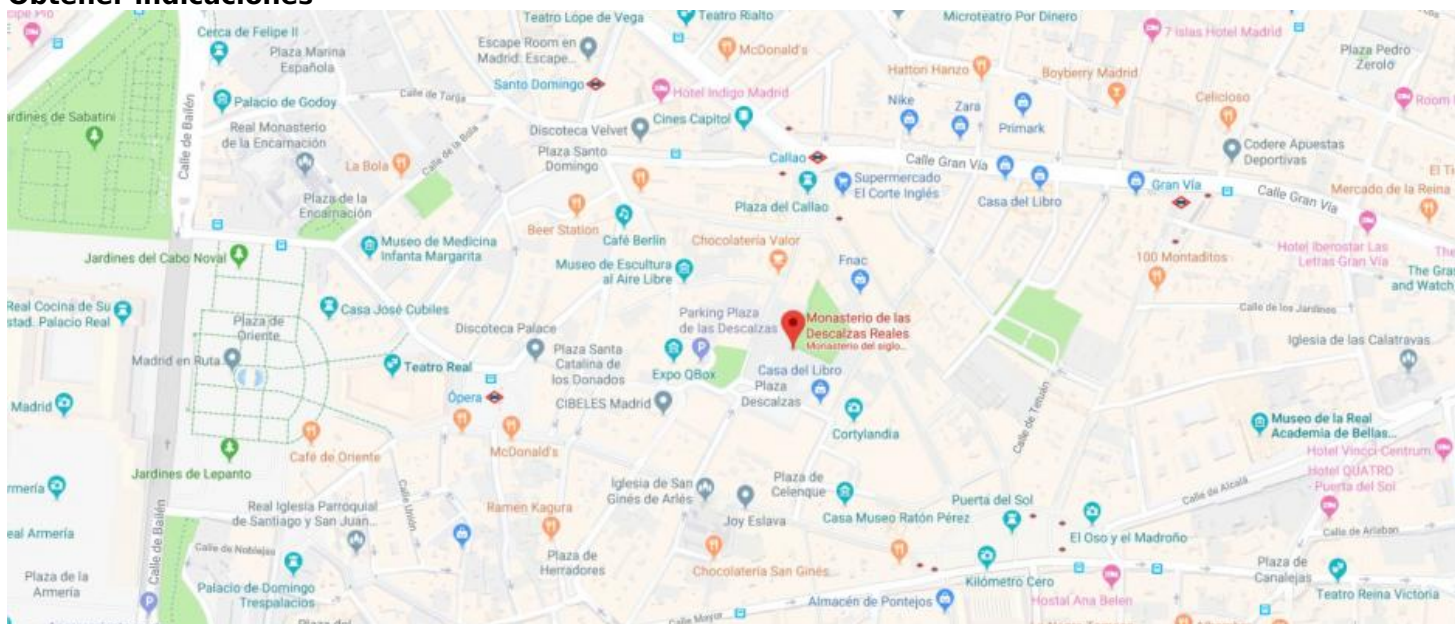 Obtener indicaciones
Teatro Lope de Vega
Teatro Rialto
Microteatro Por Dinero
7 Islas Hotel Madrid
Cerca de Felipe II
Plaza Marina
Española
Escape Room en
Madrid: Escape...
McDonald's
Plaza Pedro
Zerolo
Hattori Hanzo
Boyberry Madrid
Santo Domingo
Hotel Indigo Madrid
Calle de Torija
Palacio de Godoy
Nike
Zara
Primark
Celicioso
Room
Jardines de Sabatini
Calle de Bailén
Real Monasterio
de la Encarnación
Discoteca Velvet
Cines Capitol
Codere Apuestas
Deportivas
La Bola
Calle de la Bola
Plaza Santo
Domingo
Callao
Calle Gran Vía
Supermercado
El Corte Inglés
Casa del Libro
Gran Vía
Calle Gran Vía
Mercado de la Reina
Plaza de la
Encarnación
Plaza del Callao
Beer Station
Café Berlín
Chocolatería Valor
Museo de Medicina
Infanta Margarita
Jardines del Cabo Noval
Museo de Escultura
al Aire Libre
Fnac
100 Montaditos
Hotel Iberostar Las
Letras Gran Vía
The Gra
and Watch
Real Cocina de Su
stad. Palacio Real
Casa José Cubiles
Plaza de
Oriente
Discoteca Palace
Parking Plaza
de las Descalzas
Monasterio de las
Descalzas Reales
Monasterio del siglo...
Calle de los Jardines
Iglesia de las Calatravas
Madrid en Ruta
Teatro Real
Plaza Santa
Catalina de
los Donados
Expo QBox
Casa del Libro
Plaza
Descalzas
Madrid
Ópera
CIBELES Madrid
Cortylandia
Calle de Tetuán
Museo de la Real
Academia de Bellas...
Café de Oriente
McDonald's
Hotel Vincci Centrum
Jardines de Lepanto
Hotel QUATRO
- Puerta del Sol
rmería
Calle Unión
Iglesia de San
Ginés de Arlés
Plaza de
Celenque
Calle de Alcalá
Real Iglesia Parroquial
de Santiago y San Juan...
Ramen Kagura
Joy Eslava
Casa Museo Ratón Pérez
Puerta del Sol
El Oso y el Madroño
Calle de Arlabán
eal Armería
Calle de Noblejas
Plaza de
Herradores
Chocolatería San Ginés
Kilómetro Cero
Plaza de
Canalejas
Plaza de la
Armería
Calle de Bailén
Palacio de Domingo
Trespalacios
Almacén de Pontejos
Hostal Ana Belen
Teatro Reina Victoria
Calle Mayor